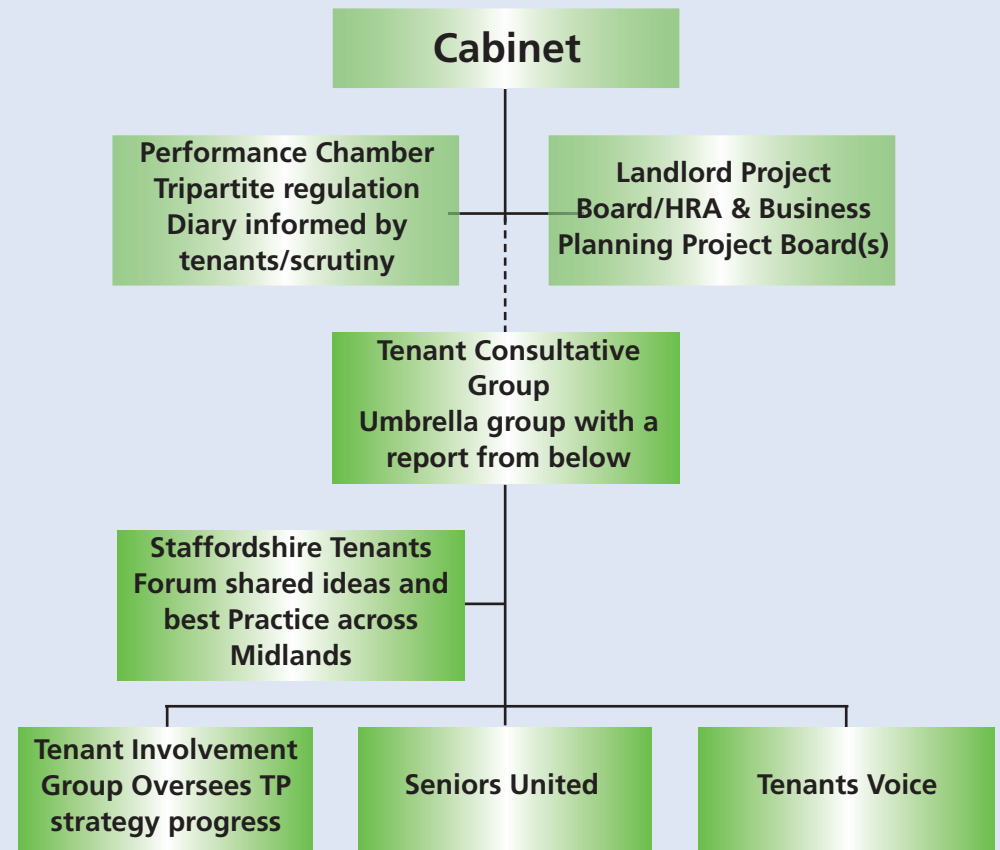 Cabinet
Performance Chamber
Tripartite regulation
Diary informed by
tenants/scrutiny
Landlord Project
Board/HRA & Business
Planning Project Board(s)
Tenant Consultative
Group
Umbrella group with a
report from below
Staffordshire Tenants
Forum shared ideas and
best Practice across
Midlands
Tenant Involvement
Group Oversees TP
strategy progress
Seniors United
Tenants Voice